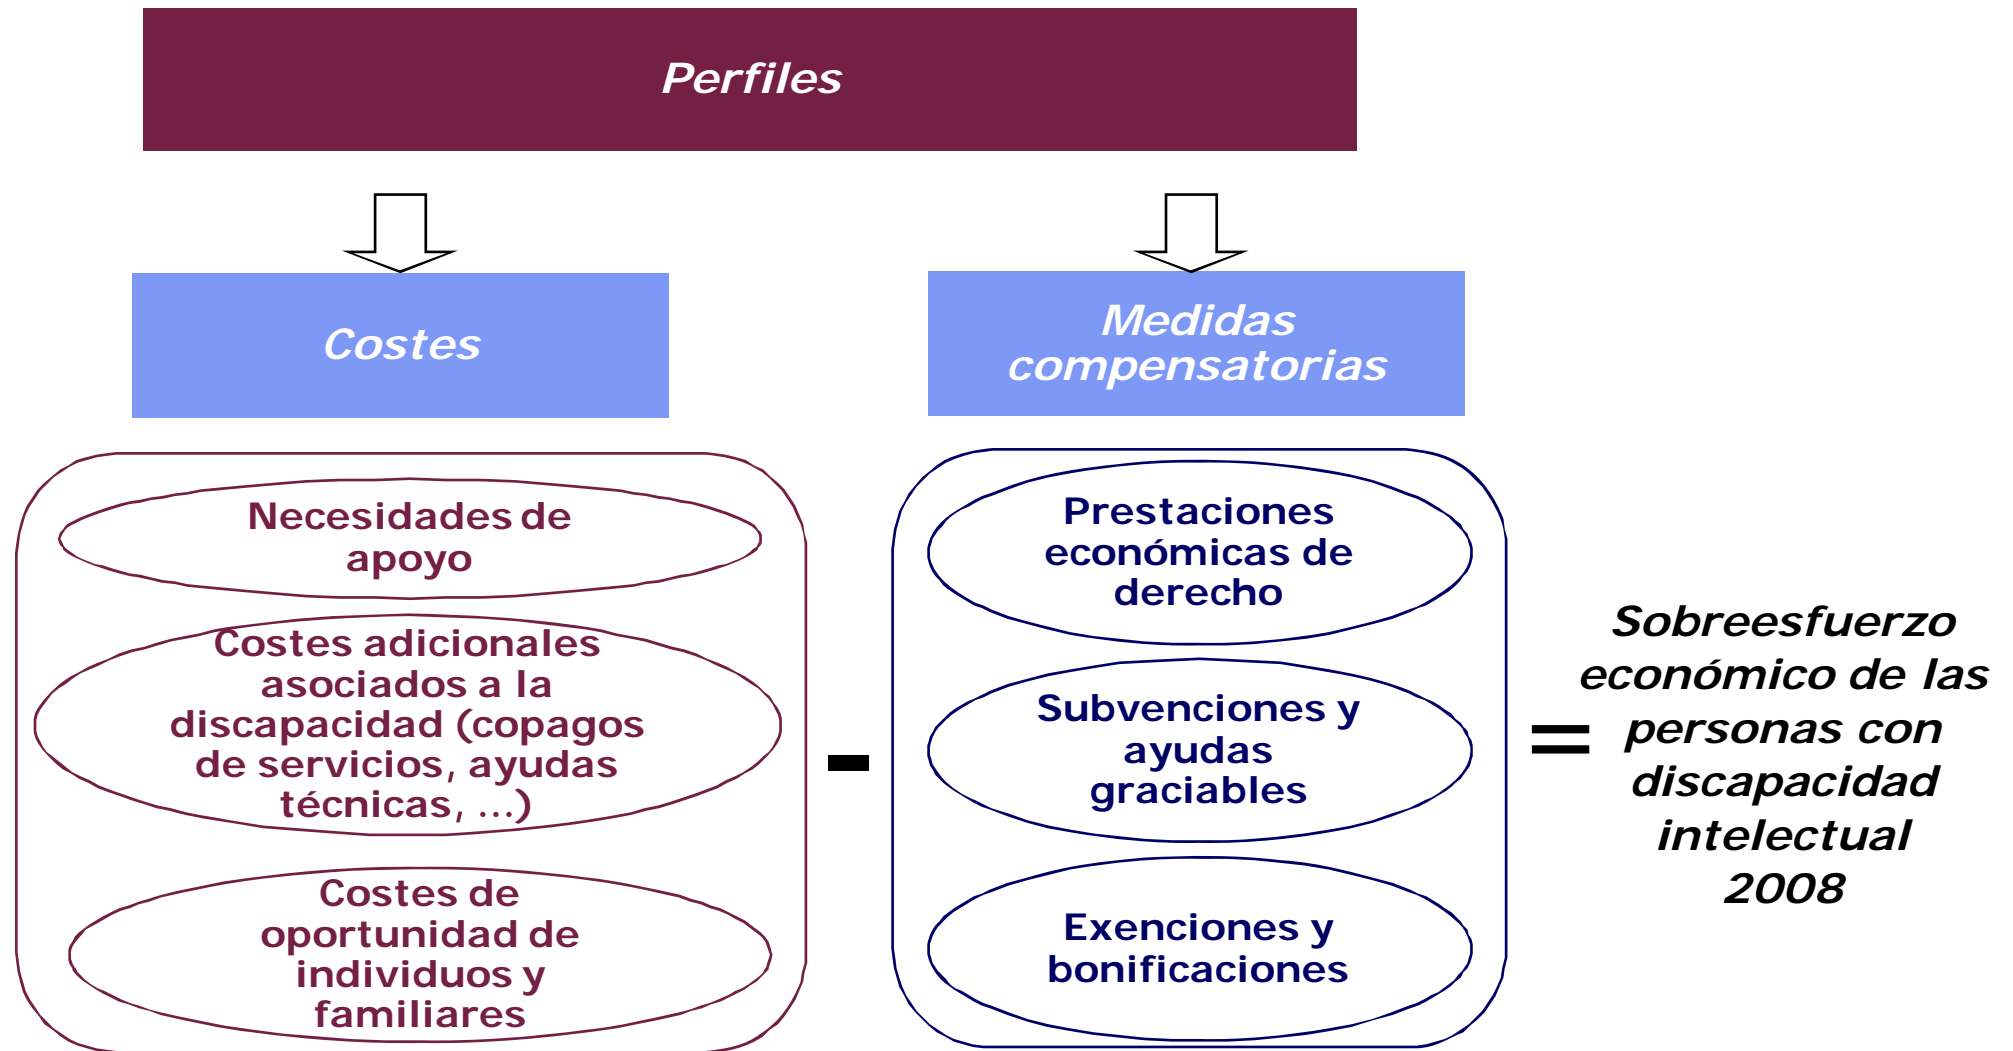 Perfiles
Costes
Medidas
compensatorias
Necesidades de
apoyo
Costes adicionales
asociados a la
discapacidad (copagos
de servicios, ayudas
técnicas, ...)
Costes de
oportunidad de
individuos y
familiares
-
Prestaciones
económicas de
derecho
Subvenciones y
ayudas
graciables
Exenciones y
bonificaciones
=
Sobreesfuerzo
económico de las
personas con
discapacidad
intelectual
2008